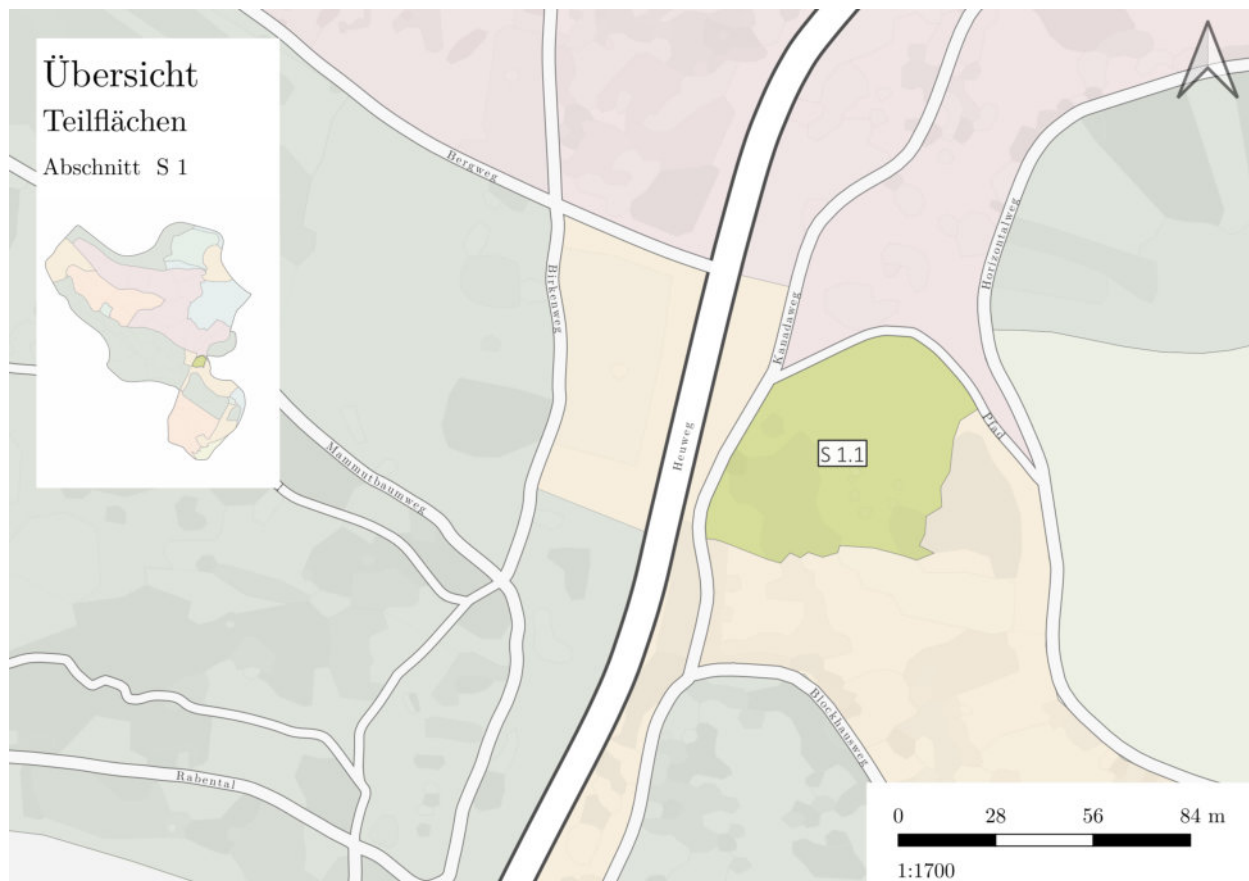 Übersicht
Teilflächen
Abschnitt S 1
Bergweg
Birkenweg
Kanadaweg
Horizontalweg
Heuweg
Pfad
S 1.1
Mammutbaumweg
Blockhausweg
Rabental
0 28 56 84 m
1:1700